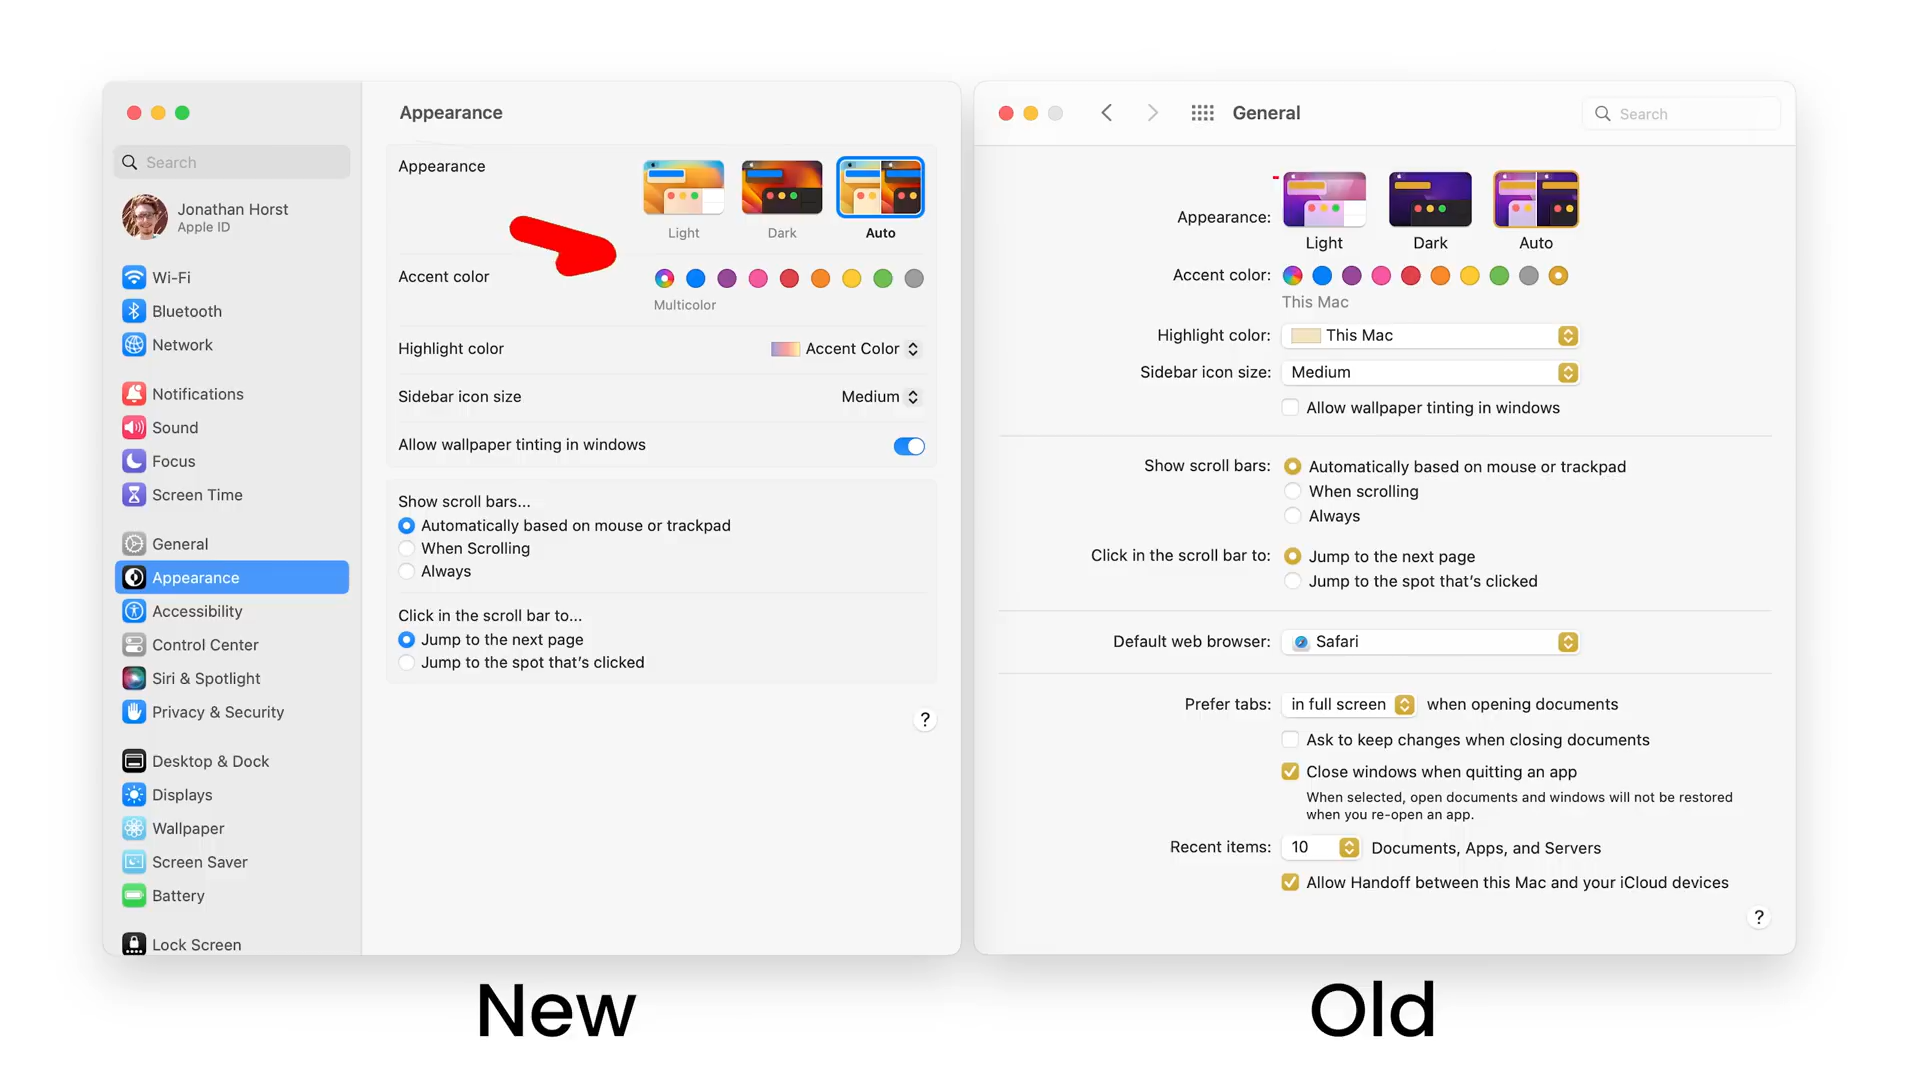 Appearance
Search
Jonathan Horst
Apple ID
Wi-Fi
Bluetooth
Network
Notifications
Sound
Focus
Screen Time
General
Appearance
Accessibility
Control Center
Siri & Spotlight
Privacy & Security
Desktop & Dock
Displays
Wallpaper
Screen Saver
Battery
Lock Screen
Appearance
Light Dark Auto
Accent color
Multicolor
Highlight color Accent Color
Sidebar icon size Medium
Allow wallpaper tinting in windows
Show scroll bars...
Automatically based on mouse or trackpad
When Scrolling
Always
Click in the scroll bar to...
Jump to the next page
Jump to the spot that's clicked
?
New
General
Search
Appearance:
Light Dark Auto
Accent color:
This Mac
Highlight color: This Mac
Sidebar icon size: Medium
Allow wallpaper tinting in windows
Show scroll bars: Automatically based on mouse or trackpad
When scrolling
Always
Click in the scroll bar to: Jump to the next page
Jump to the spot that's clicked
Default web browser: Safari
Prefer tabs: in full screen when opening documents
Ask to keep changes when closing documents
Close windows when quitting an app
When selected, open documents and windows will not be restored
when you re-open an app.
Recent items: 10 Documents, Apps, and Servers
Allow Handoff between this Mac and your iCloud devices
?
Old